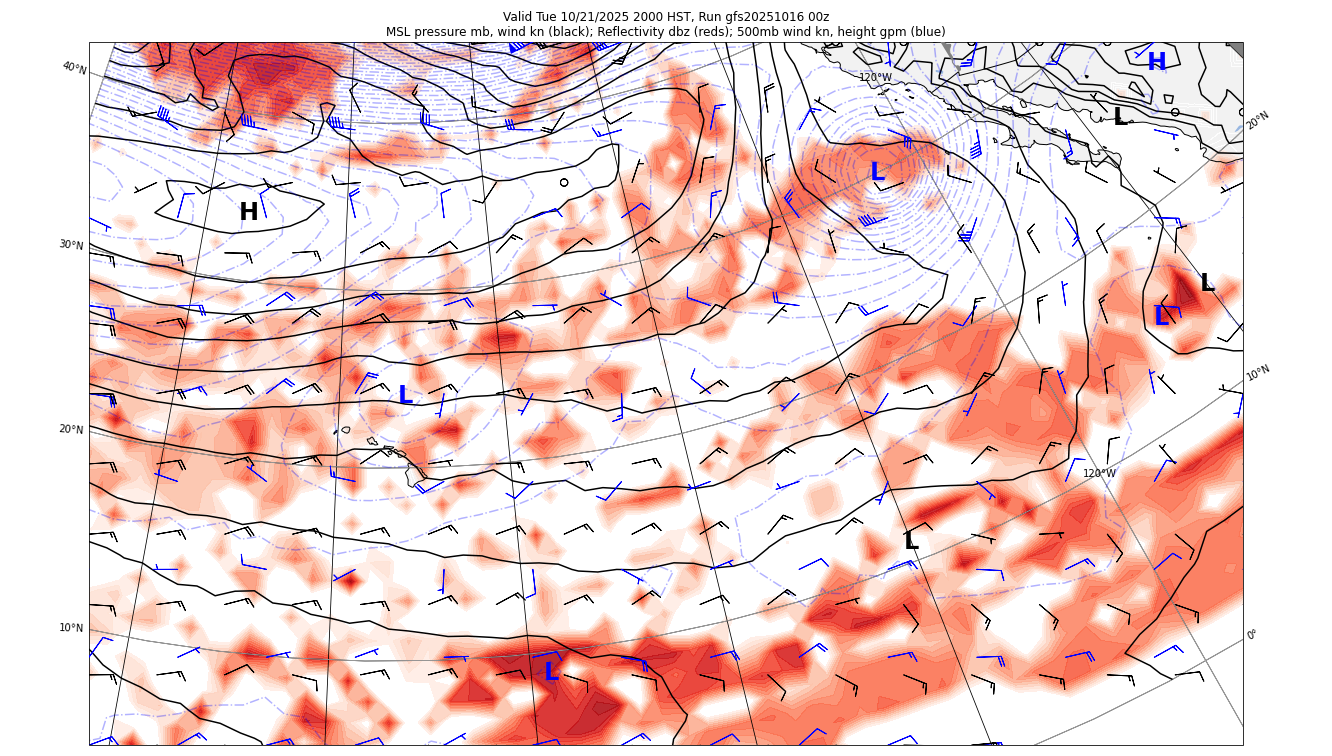 Valid Tue 10/21/2025 2000 HST, Run gfs20251016 00z
MSL pressure mb, wind kn (black); Reflectivity dbz (reds); 500mb wind kn, height gpm (blue)
40°N
120°W
H
L
20°N
L
H
30°N
L
L
L
10°N
20°N
120°W
L
10°N
0°
L